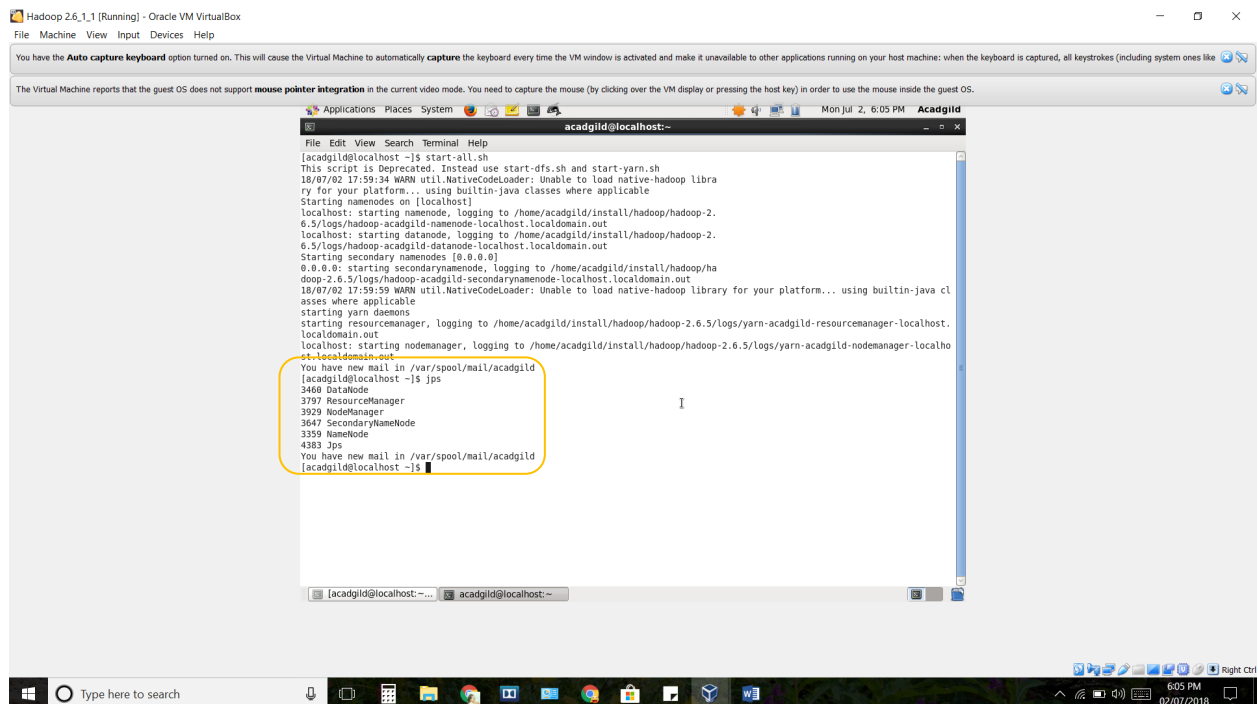 Hadoop 2.6_1_1 [Running] - Oracle VM VirtualBox
File Machine View Input Devices Help
You have the Auto capture keyboard option turned on. This will cause the Virtual Machine to automatically capture the keyboard every time the VM window is activated and make it unavailable to other applications running on your host machine: when the keyboard is captured, all keystrokes (including system ones like
The Virtual Machine reports that the guest OS does not support mouse pointer integration in the current video mode. You need to capture the mouse (by clicking over the VM display or pressing the host key) in order to use the mouse inside the guest OS.
Applications Places System Mon Jul 2, 6:05 PM Acadgild
acadgild@localhost:~
File Edit View Search Terminal Help
[acadgild@localhost ~]$ start-all.sh
This script is Deprecated. Instead use start-dfs.sh and start-yarn.sh
18/07/02 17:59:34 WARN util.NativeCodeLoader: Unable to load native-hadoop libra
ry for your platform... using builtin-java classes where applicable
Starting namenodes on [localhost]
localhost: starting namenode, logging to /home/acadgild/install/hadoop/hadoop-2.
6.5/logs/hadoop-acadgild-namenode-localhost.localdomain.out
localhost: starting datanode, logging to /home/acadgild/install/hadoop/hadoop-2.
6.5/logs/hadoop-acadgild-datanode-localhost.localdomain.out
Starting secondary namenodes [0.0.0.0]
0.0.0.0: starting secondarynamenode, logging to /home/acadgild/install/hadoop/ha
doop-2.6.5/logs/hadoop-acadgild-secondarynamenode-localhost.localdomain.out
18/07/02 17:59:59 WARN util.NativeCodeLoader: Unable to load native-hadoop library for your platform... using builtin-java cl
asses where applicable
starting yarn daemons
starting resourcemanager, logging to /home/acadgild/install/hadoop/hadoop-2.6.5/logs/yarn-acadgild-resourcemanager-localhost.
localdomain.out
localhost: starting nodemanager, logging to /home/acadgild/install/hadoop/hadoop-2.6.5/logs/yarn-acadgild-nodemanager-localho
st.localdomain.out
You have new mail in /var/spool/mail/acadgild
[acadgild@localhost ~]$ jps
3460 DataNode
3797 ResourceManager
3929 NodeManager
3647 SecondaryNameNode
3359 NameNode
4383 Jps
You have new mail in /var/spool/mail/acadgild
[acadgild@localhost ~]$
[acadgild@localhost:~... acadgild@localhost:~
Right Ctrl
Type here to search
6:05 PM
02/07/2018